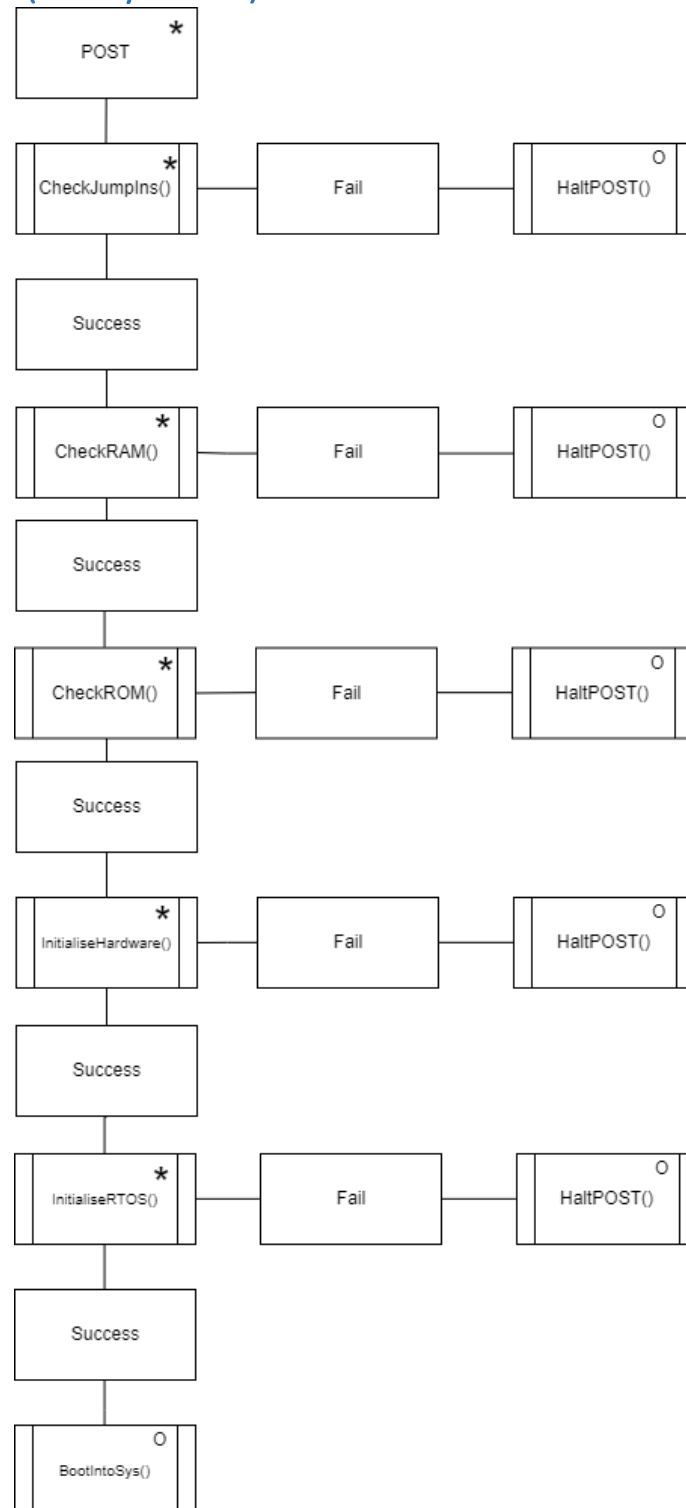 POST *
CheckJumpIns() *
Fail
HaltPOST() O
Success
CheckRAM() *
Fail
HaltPOST() O
Success
CheckROM() *
Fail
HaltPOST() O
Success
InitialiseHardware() *
Fail
HaltPOST() O
Success
InitialiseRTOS() *
Fail
HaltPOST() O
Success
BootIntoSys() O